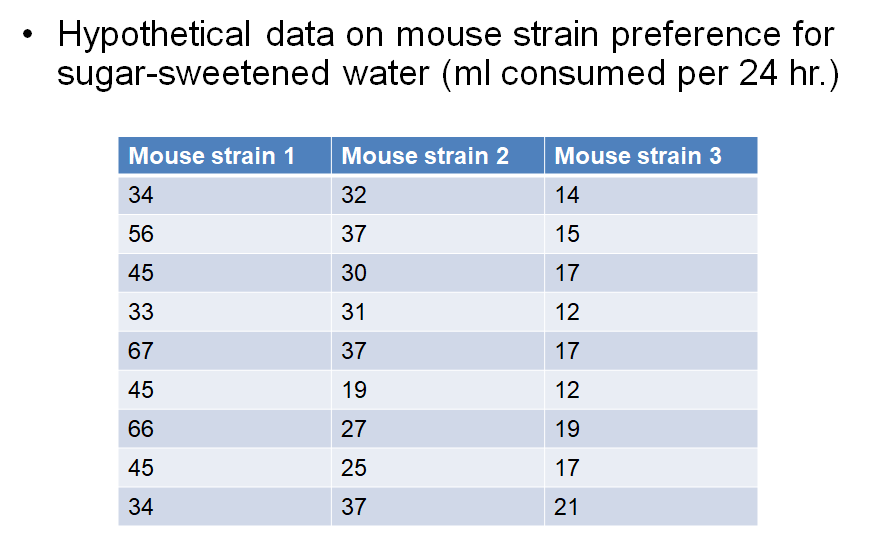 • Hypothetical data on mouse strain preference for
sugar-sweetened water (ml consumed per 24 hr.)
Mouse strain 1 Mouse strain 2 Mouse strain 3
34 32 14
56 37 15
45 30 17
33 31 12
67 37 17
45 19 12
66 27 19
45 25 17
34 37 21